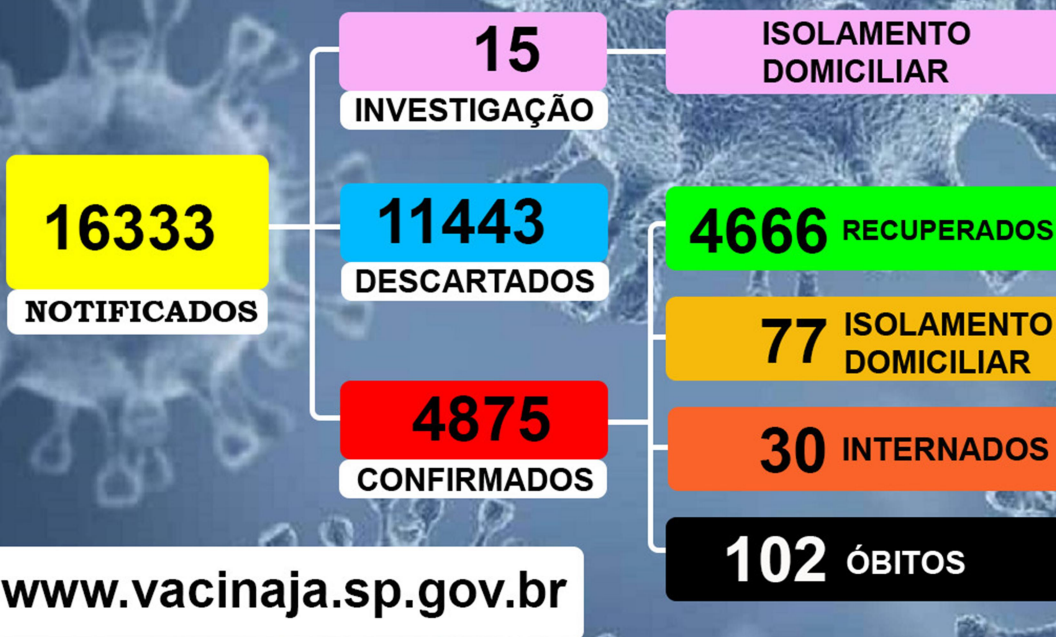 16333
NOTIFICADOS
15
INVESTIGAÇÃO
ISOLAMENTO
DOMICILIAR
11443
DESCARTADOS
4875
CONFIRMADOS
4666 RECUPERADOS
77 ISOLAMENTO
DOMICILIAR
30 INTERNADOS
102 ÓBITOS
www.vacinaja.sp.gov.br